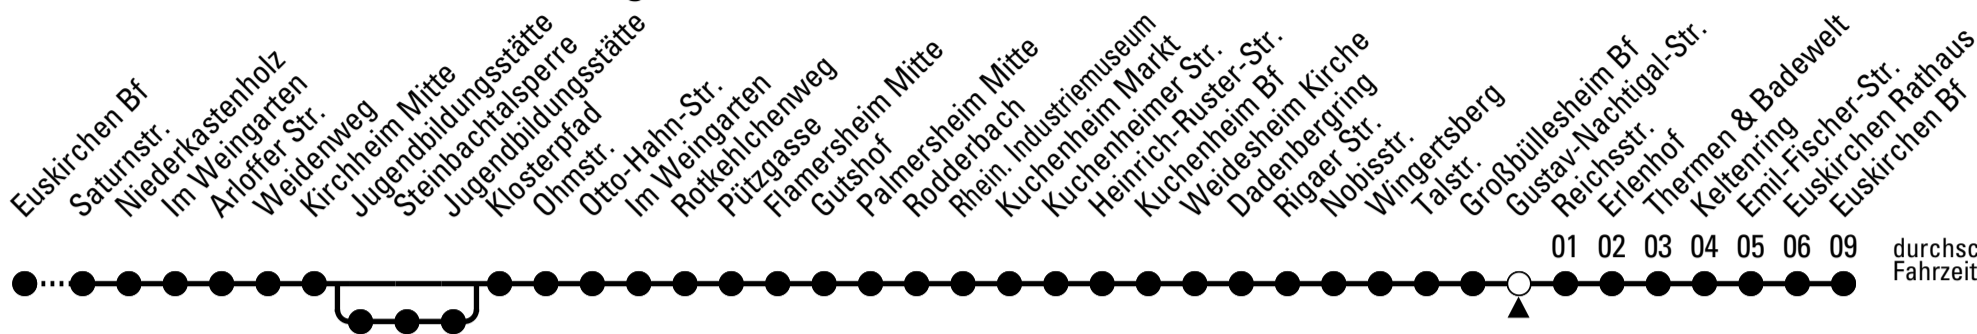 Euskirchen Bf
Saturnstr.
Niederkastenholz
Im Weingarten
Arloffer Str.
Weidenweg
Kirchheim Mitte
Jugendbildungsstätte
Steinbachtalsperre
Jugendbildungsstätte
Klosterpfad
Ohmstr.
Otto-Hahn-Str.
Im Weingarten
Rotkehlchenweg
Pützgasse
Flamersheim Mitte
Gutshof
Palmersheim Mitte
Rodderbach
Rhein. Industriemuseum
Kuchenheim Markt
Kuchenheimer Str.
Heinrich-Ruster-Str.
Kuchenheim Bf
Weidesheim Kirche
Dadenbergring
Rigaer Str.
Nobisstr.
Wingertsberg
Talstr.
Großbüllesheim Bf
Gustav-Nachtigal-Str.
Reichsstr.
Erlenhof
Thermen & Badewelt
Keltenring
Emil-Fischer-Str.
Euskirchen Rathaus
Euskirchen Bf
01 02 03 04 05 06 09
durchsc
Fahrzeit